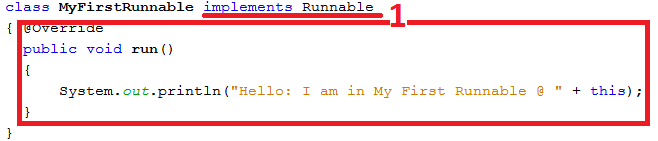 class MyFirstRunnable implements Runnable
1
{ @Override
public void run()
{
System.out.println("Hello: I am in My First Runnable @ " + this);
}
}